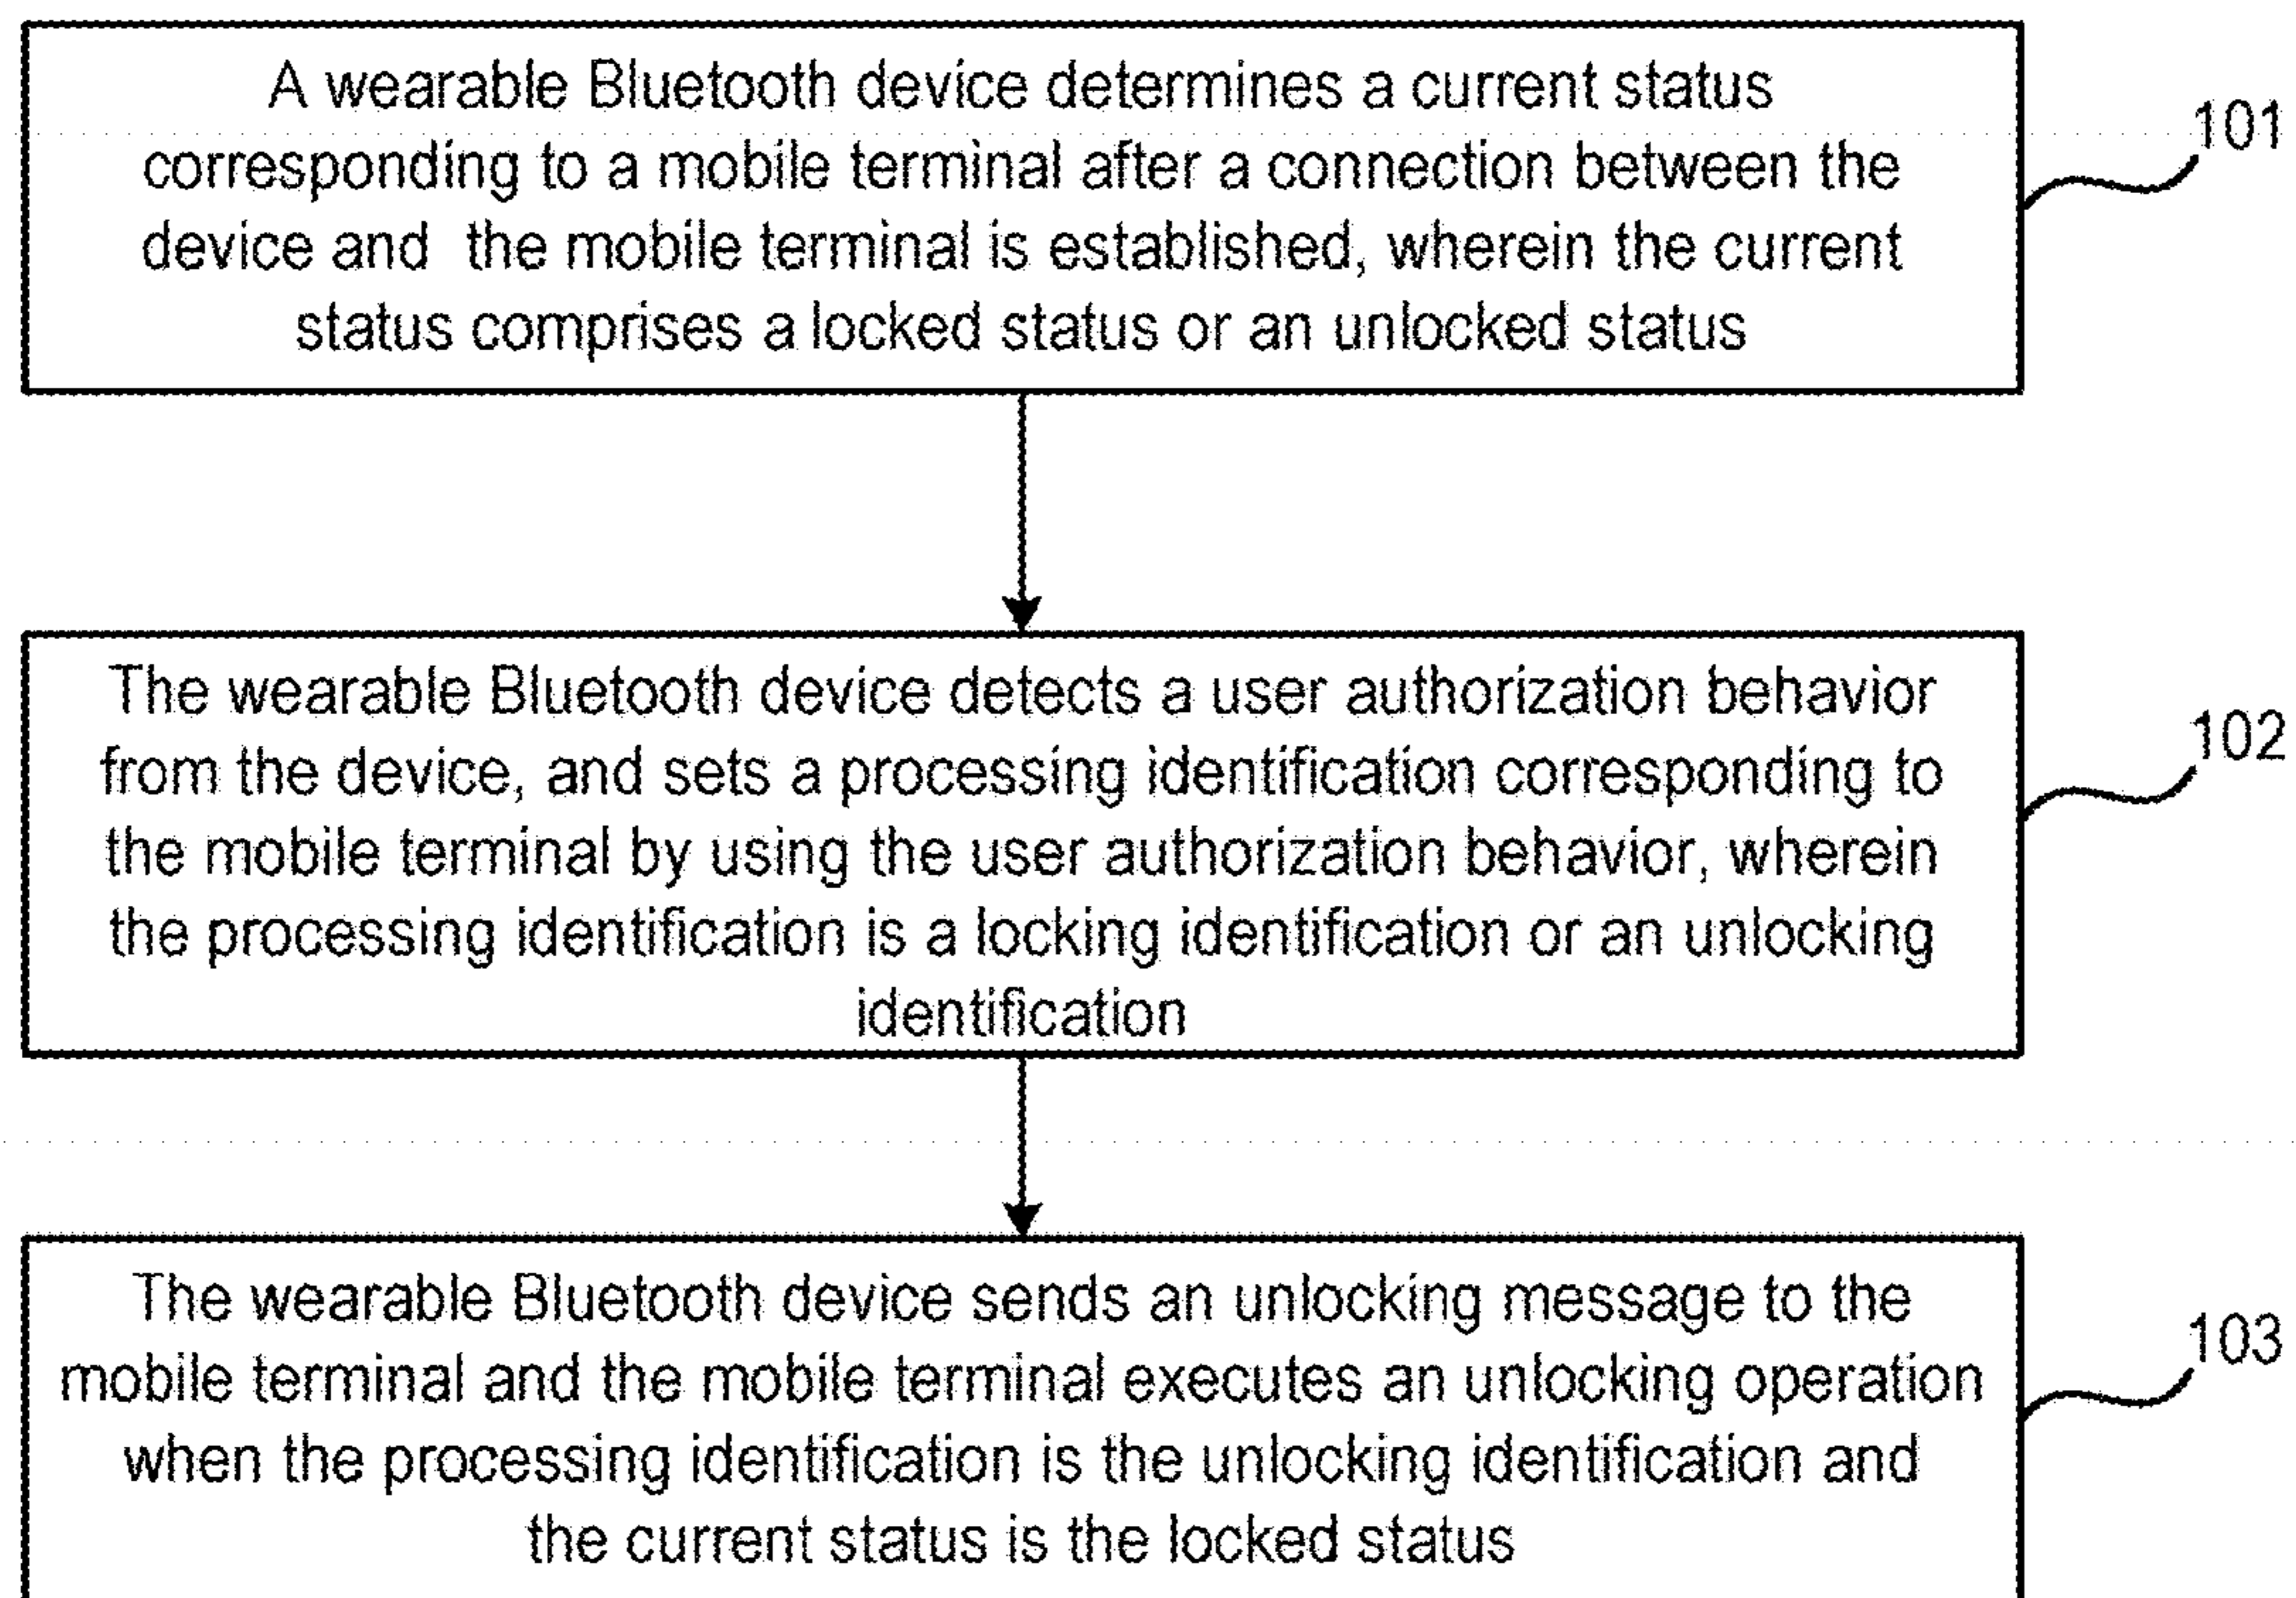 A wearable Bluetooth device determines a current status
corresponding to a mobile terminal after a connection between the
device and the mobile terminal is established, wherein the current
status comprises a locked status or an unlocked status
101
The wearable Bluetooth device detects a user authorization behavior
from the device, and sets a processing identification corresponding to
the mobile terminal by using the user authorization behavior, wherein
the processing identification is a locking identification or an unlocking
identification
102
The wearable Bluetooth device sends an unlocking message to the
mobile terminal and the mobile terminal executes an unlocking operation
when the processing identification is the unlocking identification and
the current status is the locked status
103